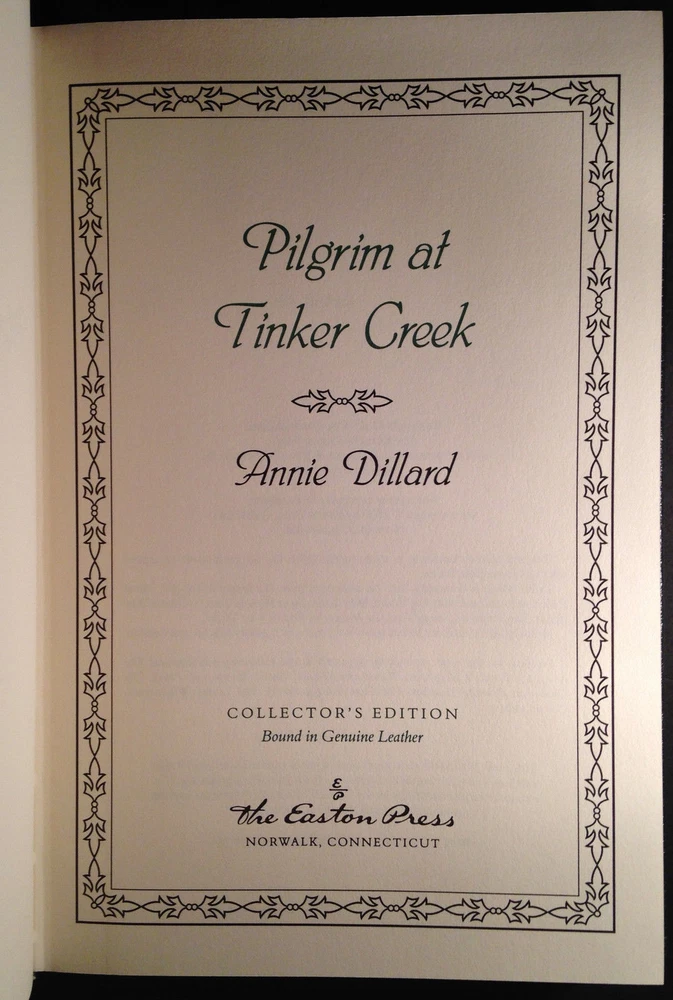 Pilgrim at
Tinker Creek
Annie Dillard
COLLECTOR'S EDITION
Bound in Genuine Leather
E
P
The Easton Press
NORWALK, CONNECTICUT